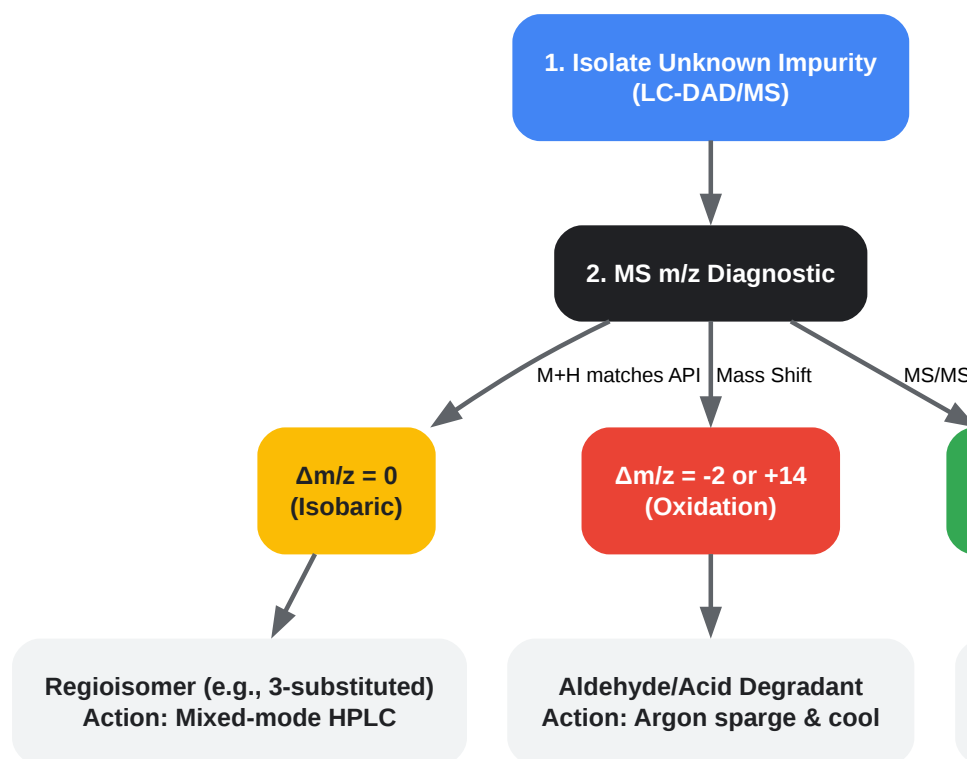 1. Isolate Unknown Impurity
(LC-DAD/MS)
2. MS m/z Diagnostic
M+H matches API
Mass Shift
MS/MS
Δm/z = 0
(Isobaric)
Δm/z = -2 or +14
(Oxidation)
Regioisomer (e.g., 3-substituted)
Action: Mixed-mode HPLC
Aldehyde/Acid Degradant
Action: Argon sparge & cool